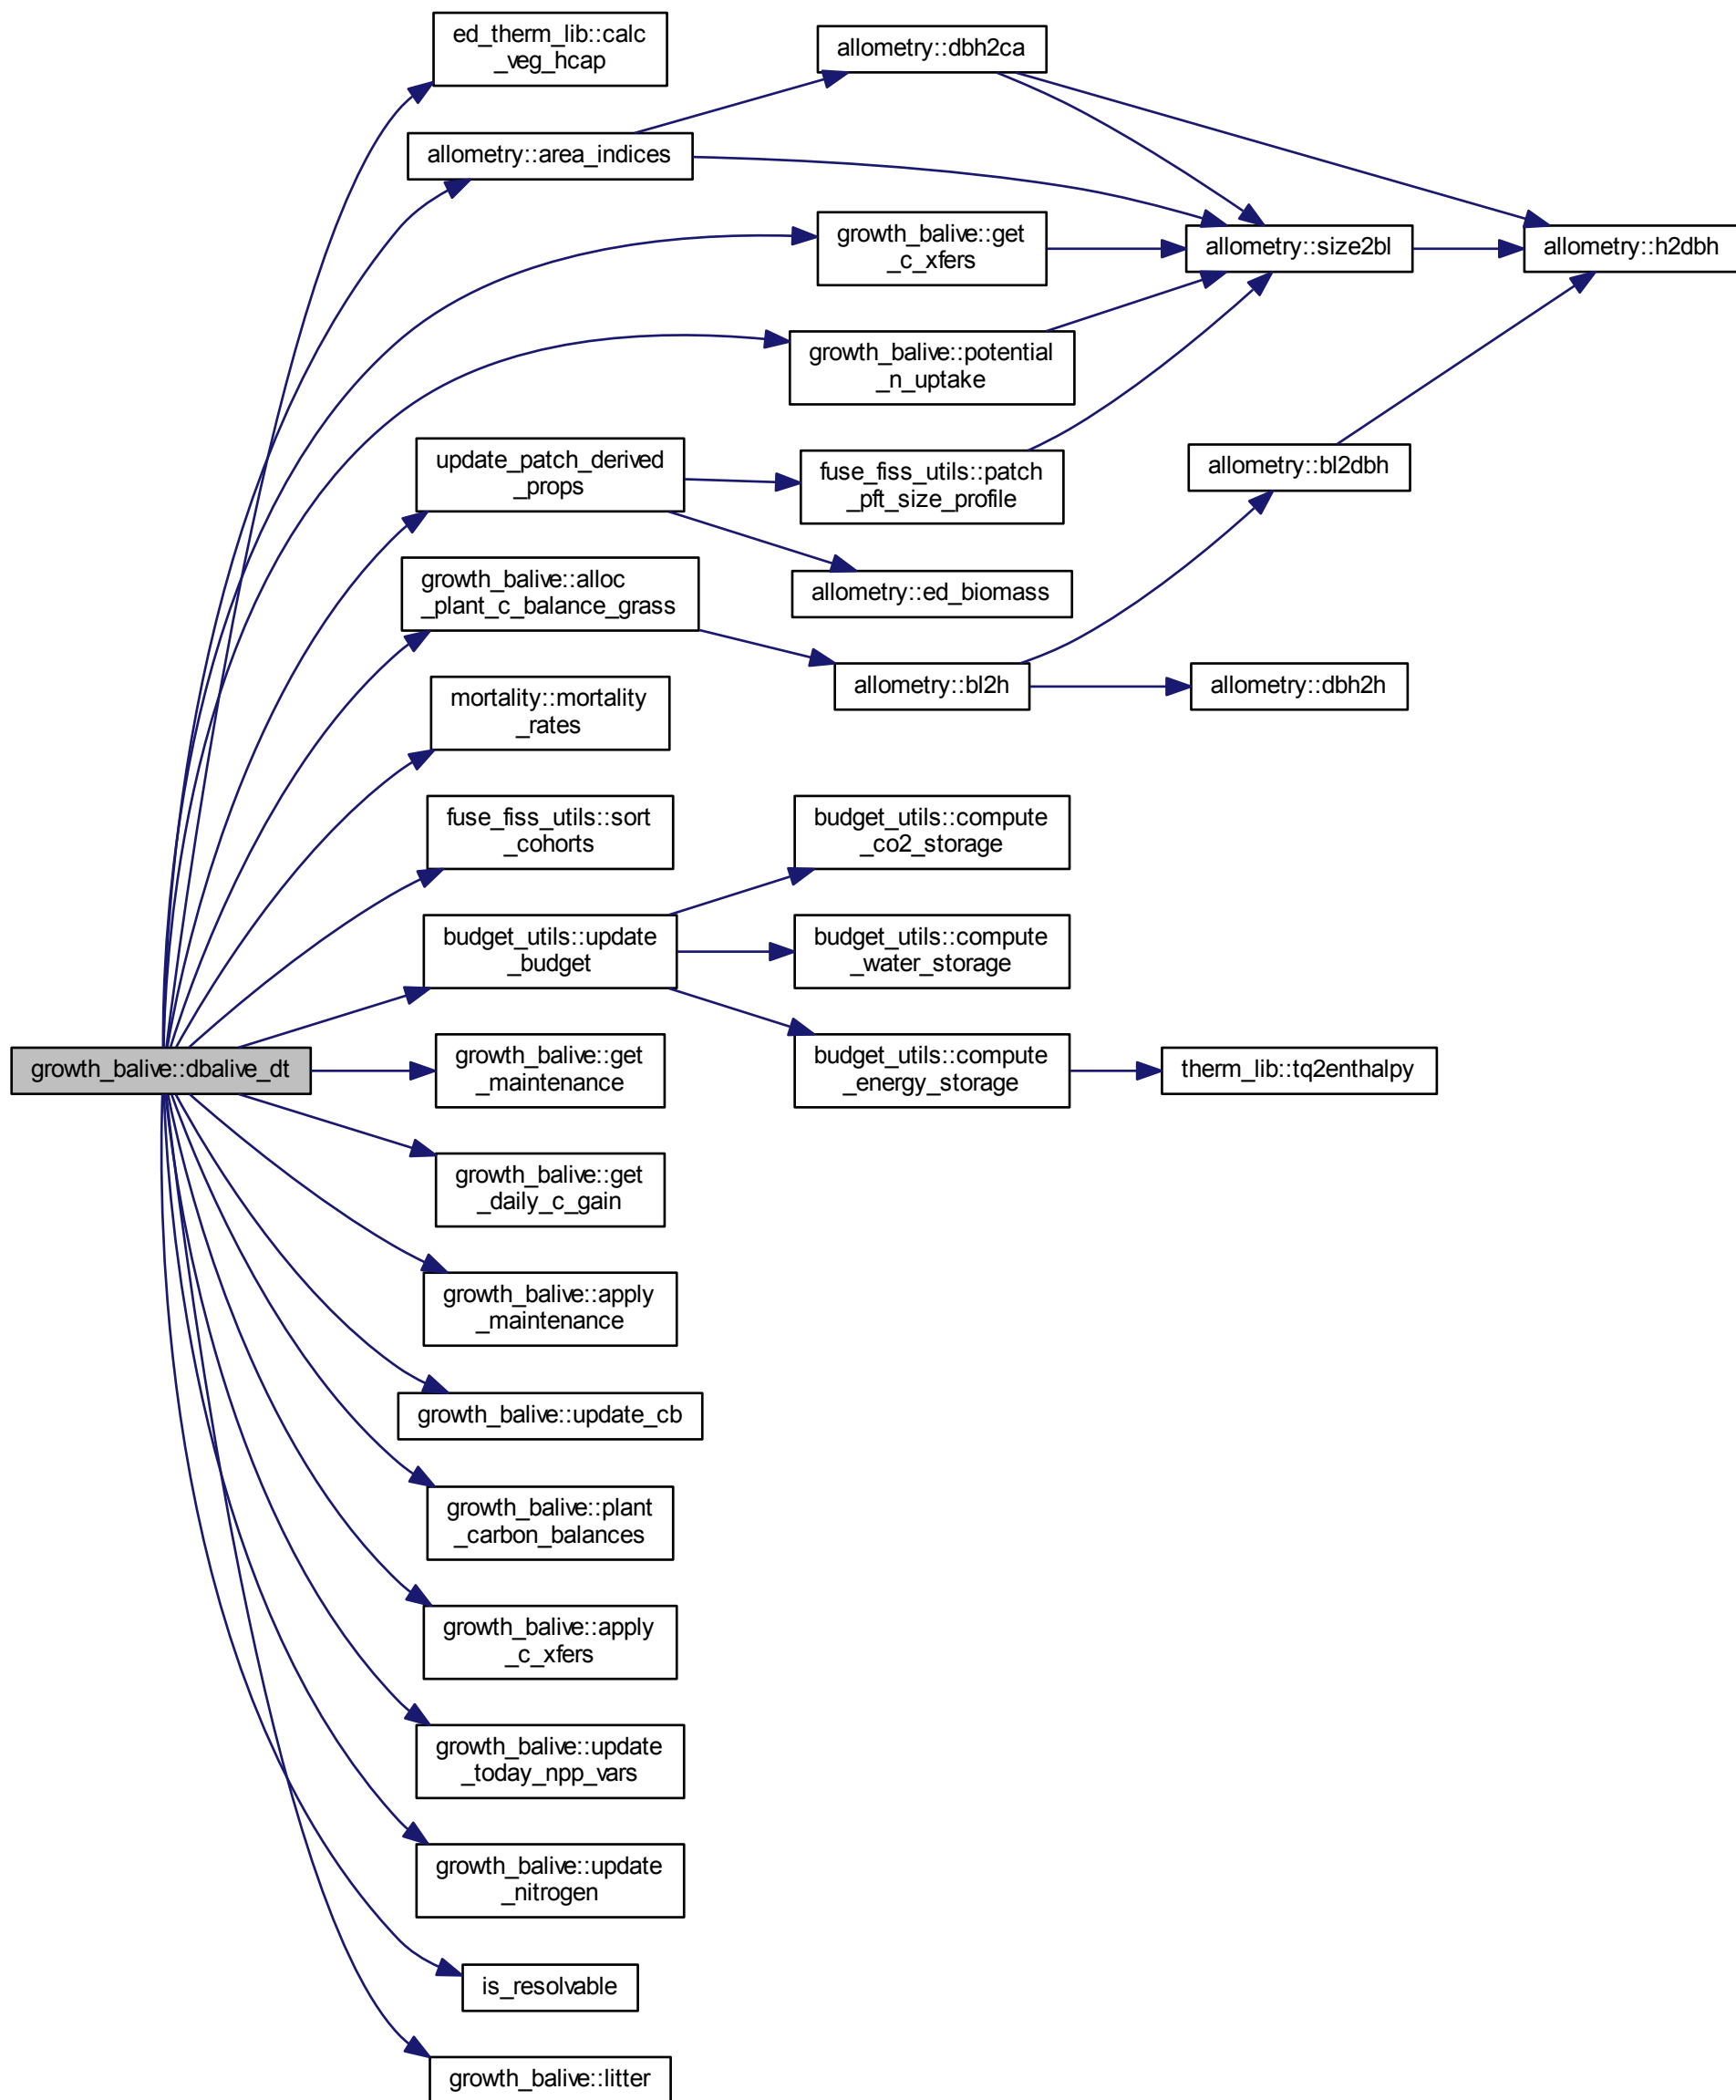 ed_therm_lib::calc
_veg_hcap
allometry::dbh2ca
allometry::area_indices
growth_balive::get
_c_xfers
allometry::size2bl
allometry::h2dbh
growth_balive::potential
_n_uptake
update_patch_derived
_props
fuse_fiss_utils::patch
_pft_size_profile
allometry::bl2dbh
growth_balive::alloc
_plant_c_balance_grass
allometry::ed_biomass
mortality::mortality
_rates
allometry::bl2h
allometry::dbh2h
fuse_fiss_utils::sort
_cohorts
budget_utils::compute
_co2_storage
budget_utils::update
_budget
budget_utils::compute
_water_storage
growth_balive::dbalive_dt
growth_balive::get
_maintenance
budget_utils::compute
_energy_storage
therm_lib::tq2enthalpy
growth_balive::get
_daily_c_gain
growth_balive::apply
_maintenance
growth_balive::update_cb
growth_balive::plant
_carbon_balances
growth_balive::apply
_c_xfers
growth_balive::update
_today_npp_vars
growth_balive::update
_nitrogen
is_resolvable
growth_balive::litter